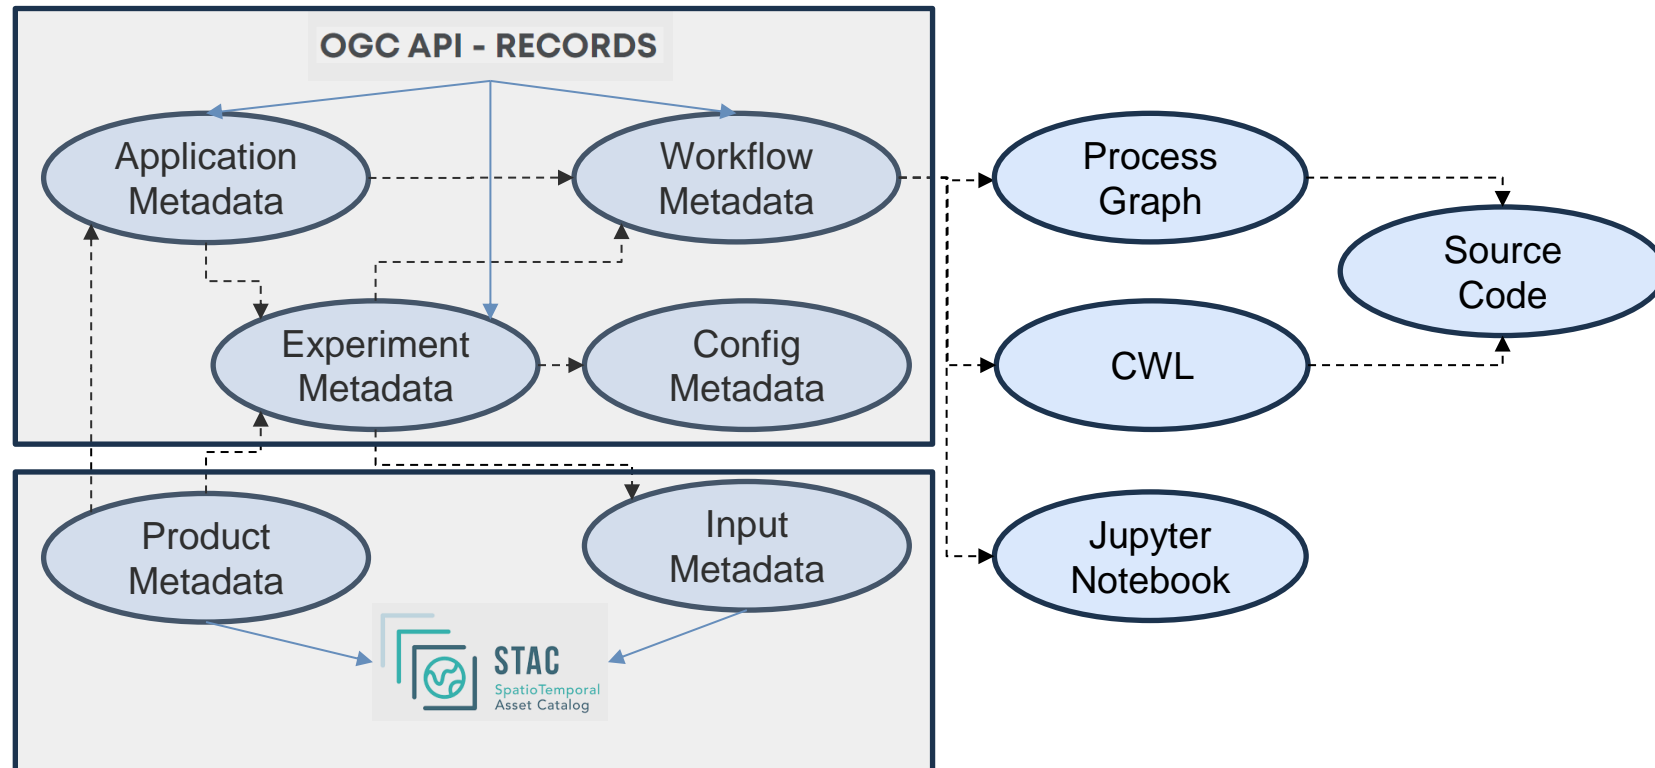 OGC API - RECORDS
Application
Metadata
Workflow
Metadata
Process
Graph
Source
Code
Experiment
Metadata
Config
Metadata
CWL
Product
Metadata
Input
Metadata
Jupyter
Notebook
STAC
SpatioTemporal
Asset Catalog